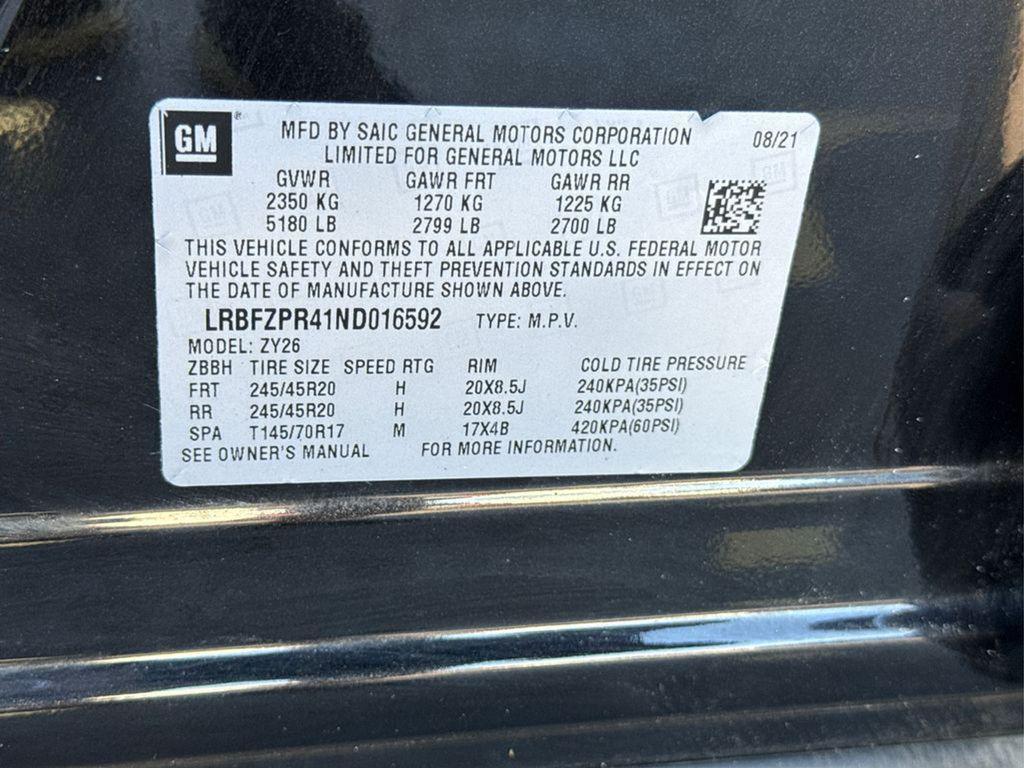 GM
MFD BY SAIC GENERAL MOTORS CORPORATION 08/21
LIMITED FOR GENERAL MOTORS LLC
GVWR GAWR FRT GAWR RR
2350 KG 1270 KG 1225 KG
5180 LB 2799 LB 2700 LB
THIS VEHICLE CONFORMS TO ALL APPLICABLE U.S. FEDERAL MOTOR
VEHICLE SAFETY AND THEFT PREVENTION STANDARDS IN EFFECT ON
THE DATE OF MANUFACTURE SHOWN ABOVE.
LRBFZPR41ND016592 TYPE: M.P.V.
MODEL: ZY26
ZBBH TIRE SIZE SPEED RTG RIM COLD TIRE PRESSURE
FRT 245/45R20 H 20X8.5J 240KPA(35PSI)
RR 245/45R20 H 20X8.5J 240KPA(35PSI)
SPA T145/70R17 M 17X4B 420KPA(60PSI)
SEE OWNER'S MANUAL FOR MORE INFORMATION.